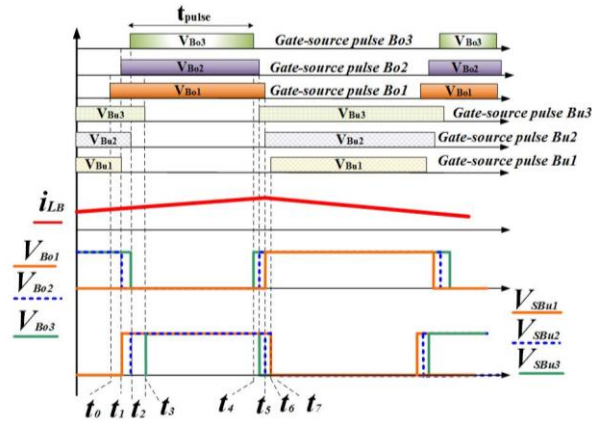 tpulse
VBo3 Gate-source pulse Bo3 VBo3
VBo2 Gate-source pulse Bo2 VBo2
VBo1 Gate-source pulse Bo1 VBo1
VBu3 VBu3 Gate-source pulse Bu3
VBu2 VBu2 Gate-source pulse Bu2
VBu1 VBu1 Gate-source pulse Bu1
iLB
VBo1
VBo2
VBo3
VSBu1
VSBu2
VSBu3
t0 t1 t2 t3 t4 t5 t6 t7